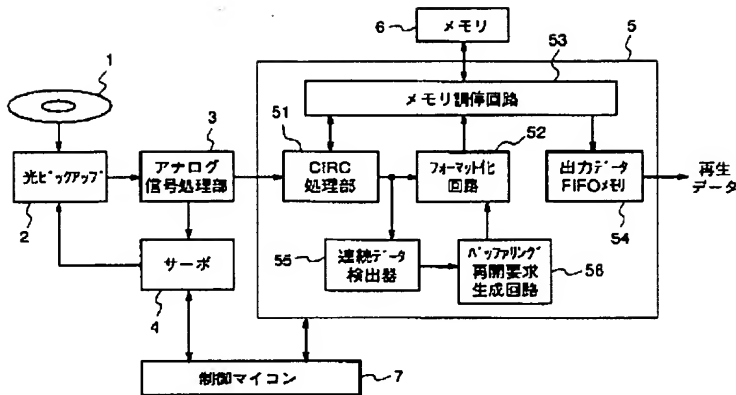 1
光ピックアップ
2
3
アナログ
信号処理部
サーボ
4
6
メモリ
5
53
メモリ調停回路
51
CIRC
処理部
52
フォーマット化
回路
出力データ
FIFOメモリ
54
再生
データ
55
連続データ
検出器
バッファリング
再開要求
生成回路
56
制御マイコン
7